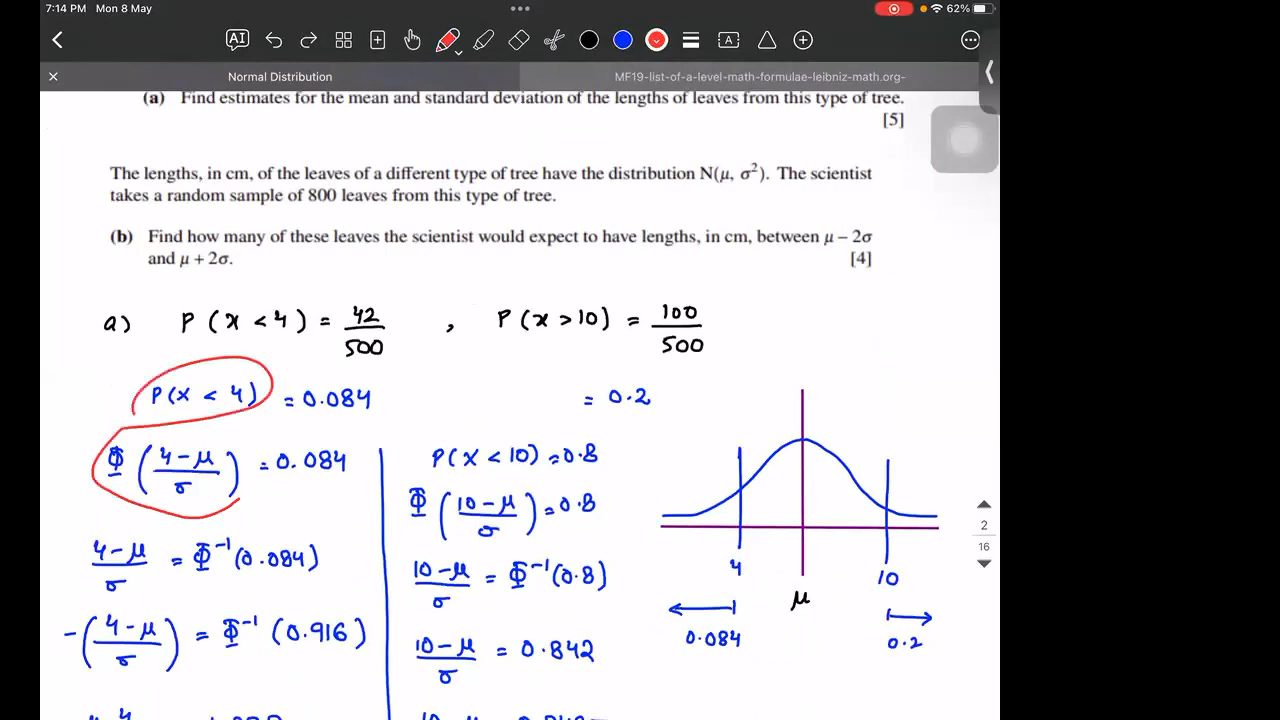 7:14 PM Mon 8 May
62%
AI
Normal Distribution
MF19-list-of-a-level-math-formulae-leibniz-math.org-
(a) Find estimates for the mean and standard deviation of the lengths of leaves from this type of tree.
[5]
The lengths, in cm, of the leaves of a different type of tree have the distribution N(μ, σ²). The scientist
takes a random sample of 800 leaves from this type of tree.
(b) Find how many of these leaves the scientist would expect to have lengths, in cm, between μ − 2σ
and μ + 2σ.
[4]
a) P(x < 4) = 42/500 , P(x > 10) = 100/500
P(x < 4) = 0.084
Φ((4-μ)/σ) = 0.084
(4-μ)/σ = Φ⁻¹(0.084)
-((4-μ)/σ) = Φ⁻¹(0.916)
= 0.2
P(x < 10) = 0.8
Φ((10-μ)/σ) = 0.8
(10-μ)/σ = Φ⁻¹(0.8)
(10-μ)/σ = 0.842
4
μ
10
0.084
0.2
2
16